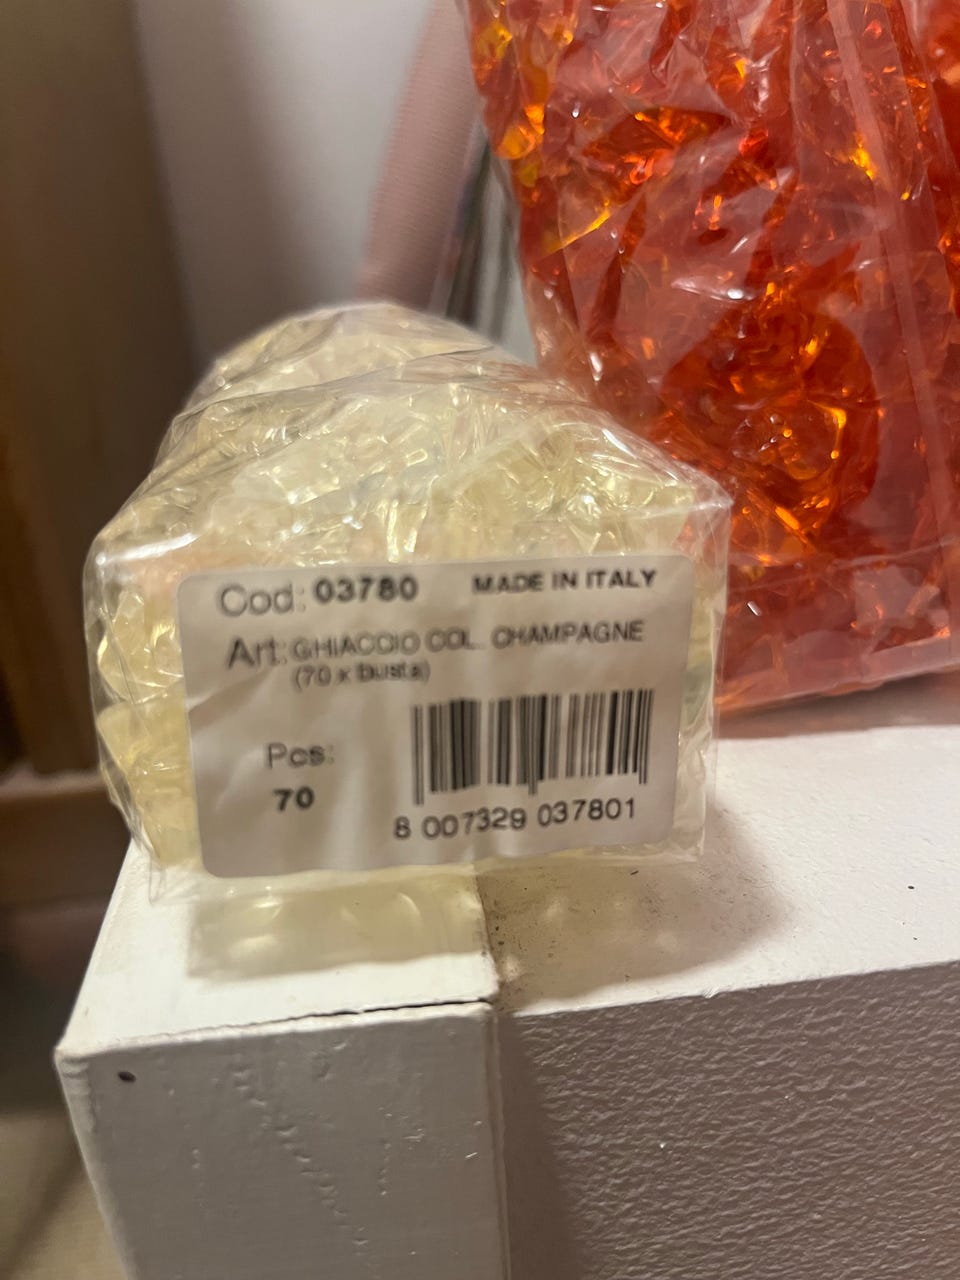 Cod: 03780 MADE IN ITALY
Art: GHIACCIO COL. CHAMPAGNE
(70 x busta)
Pcs:
70
8 007329 037801